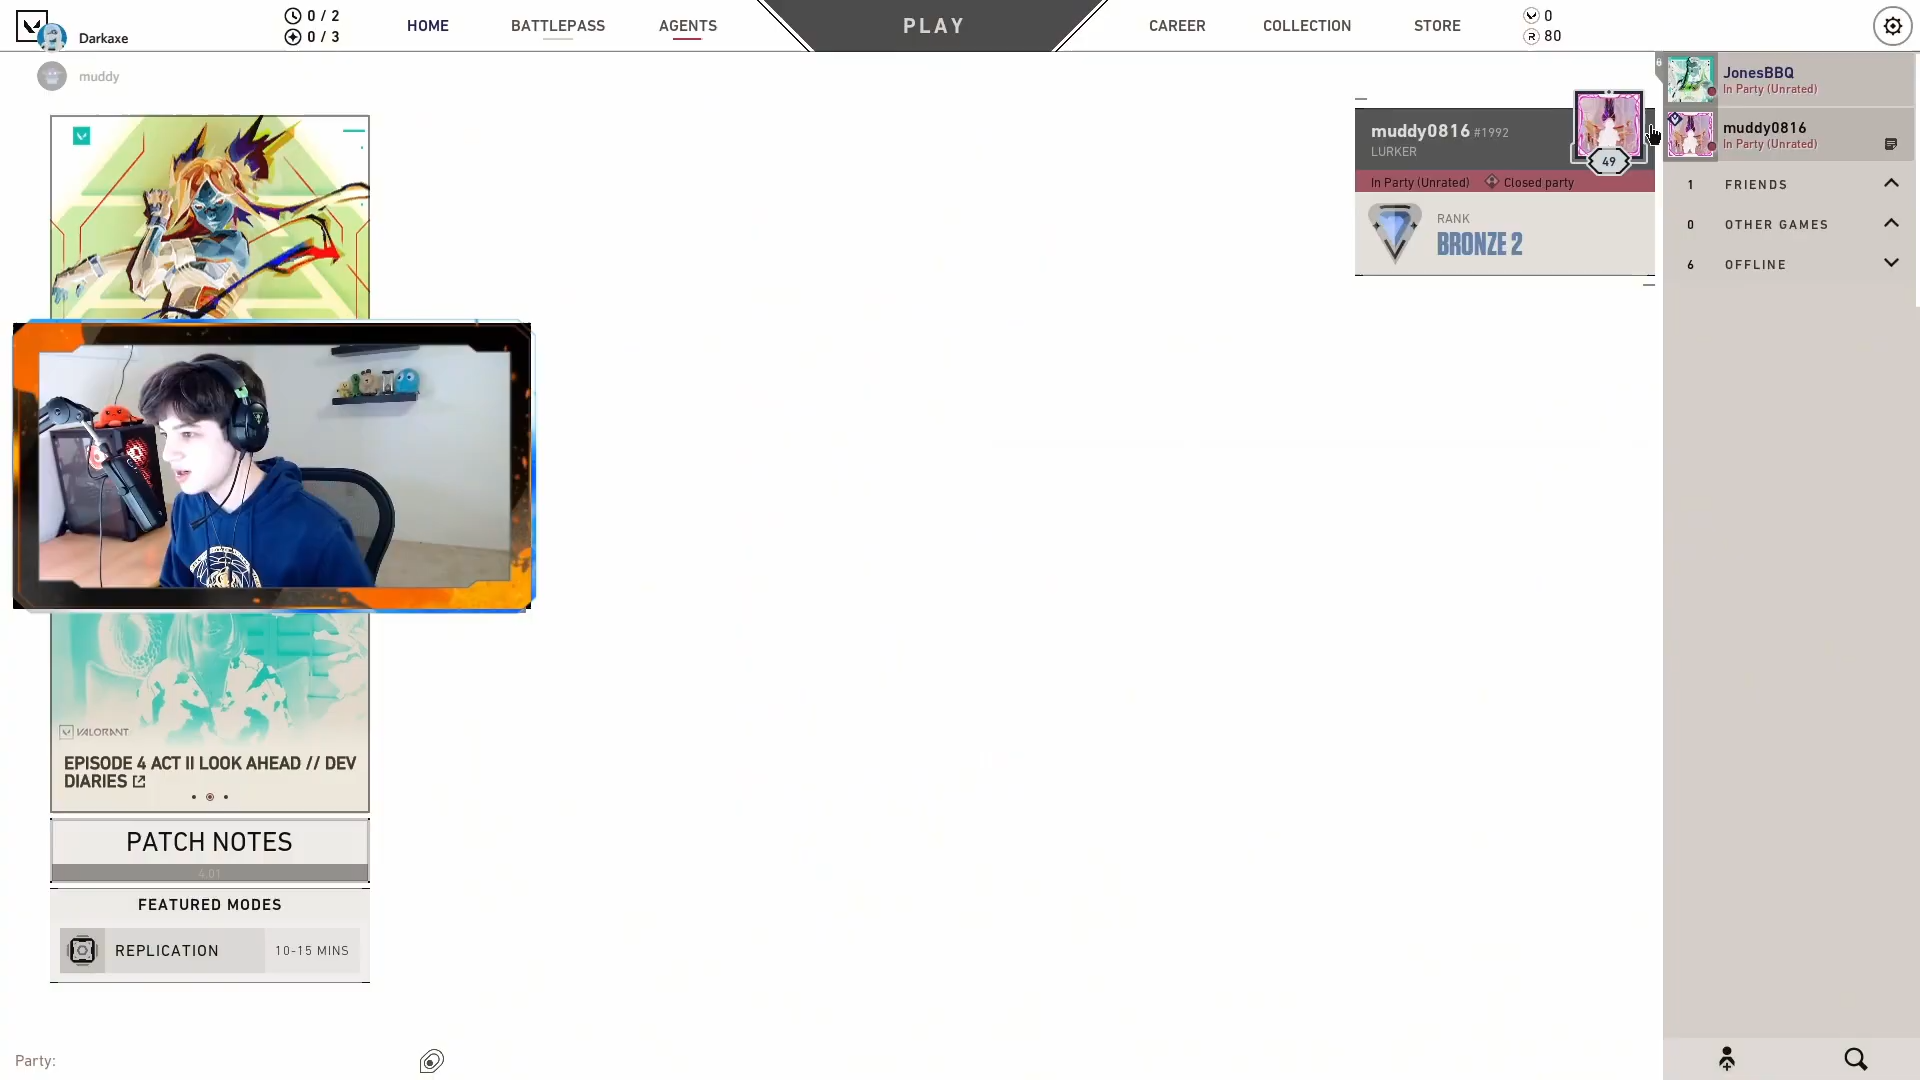 Darkaxe
0 / 2
0 / 3
HOME
BATTLEPASS
AGENTS
PLAY
CAREER
COLLECTION
STORE
0
R 80
muddy
muddy0816 #1992
LURKER
49
In Party (Unrated) Closed party
RANK
BRONZE 2
JonesBBQ
In Party (Unrated)
muddy0816
In Party (Unrated)
1 FRIENDS
0 OTHER GAMES
6 OFFLINE
VALORANT
EPISODE 4 ACT II LOOK AHEAD // DEV
DIARIES
PATCH NOTES
4.01
FEATURED MODES
REPLICATION 10-15 MINS
Party: